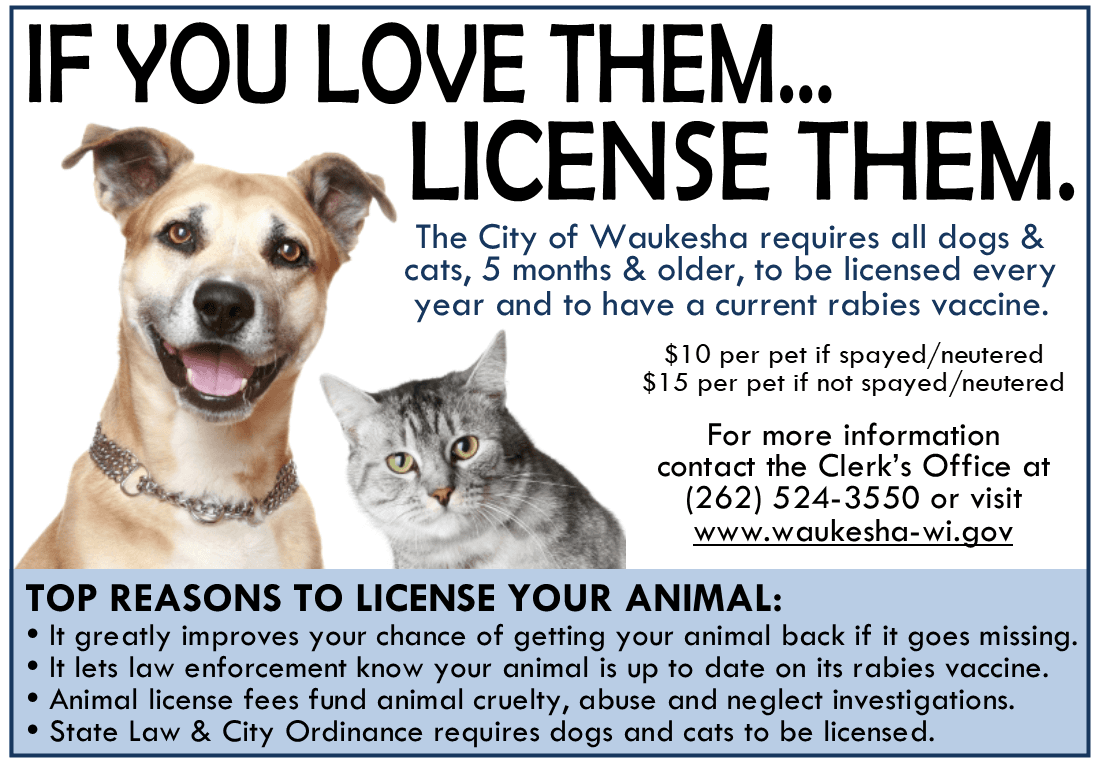 IF YOU LOVE THEM...
LICENSE THEM.
The City of Waukesha requires all dogs &
cats, 5 months & older, to be licensed every
year and to have a current rabies vaccine.
$10 per pet if spayed/neutered
$15 per pet if not spayed/neutered
For more information
contact the Clerk's Office at
(262) 524-3550 or visit
www.waukesha-wi.gov
TOP REASONS TO LICENSE YOUR ANIMAL:
• It greatly improves your chance of getting your animal back if it goes missing.
• It lets law enforcement know your animal is up to date on its rabies vaccine.
• Animal license fees fund animal cruelty, abuse and neglect investigations.
• State Law & City Ordinance requires dogs and cats to be licensed.